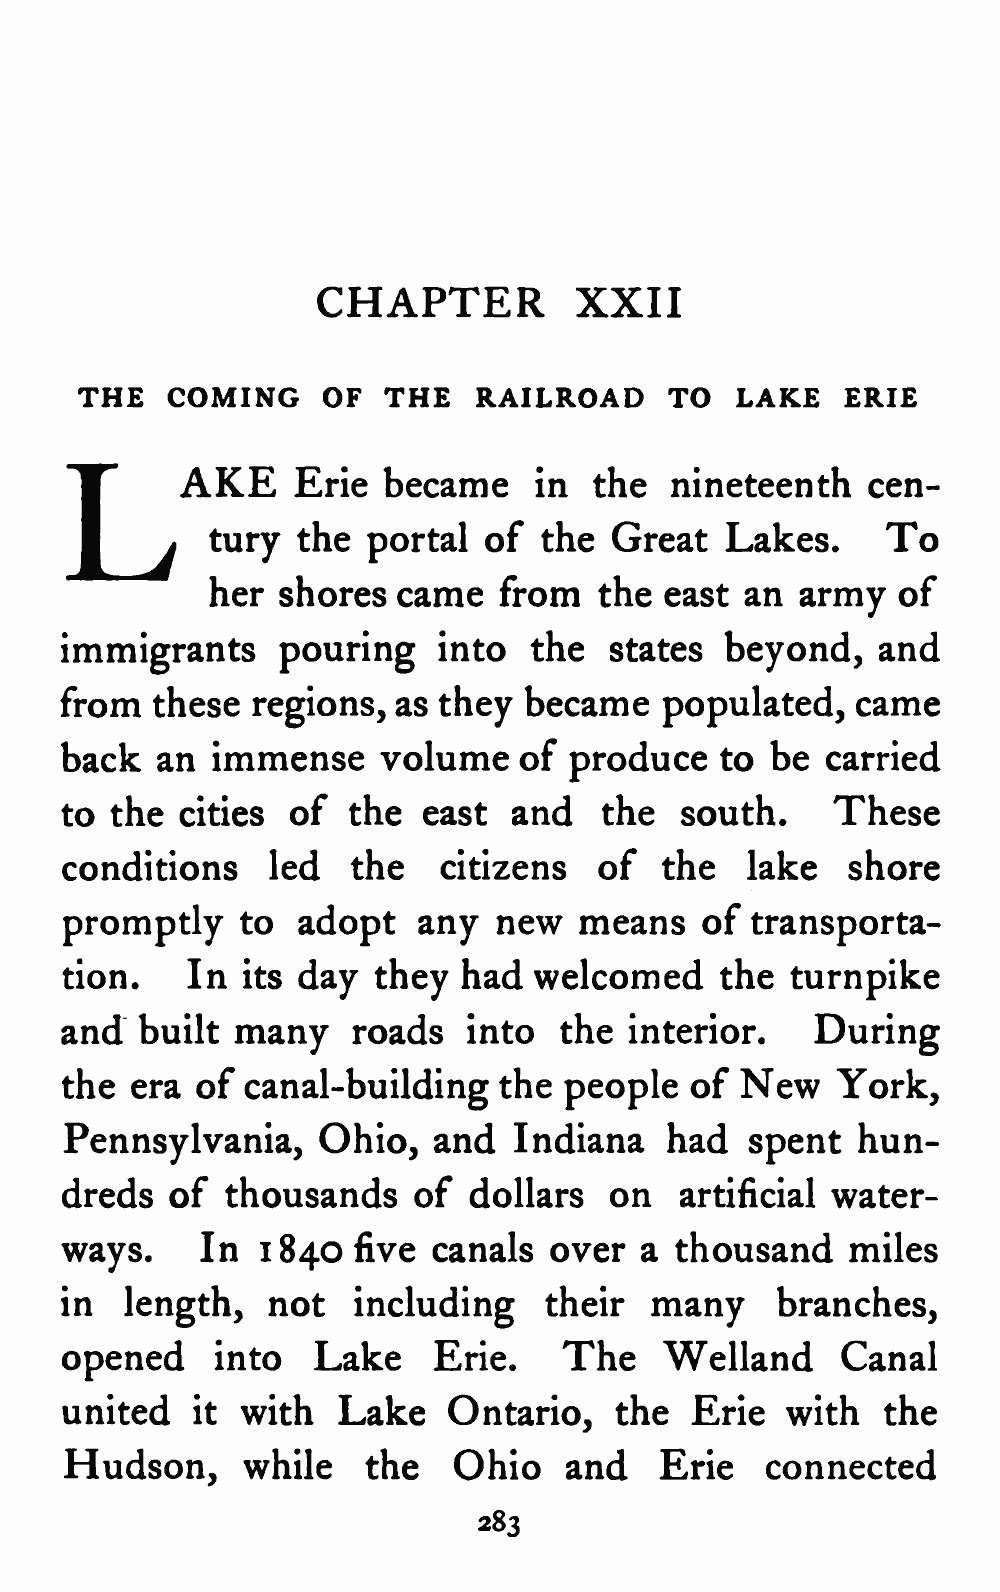 CHAPTER XXII
THE COMING OF THE RAILROAD TO LAKE ERIE
LAKE Erie became in the nineteenth cen-
tury the portal of the Great Lakes. To
her shores came from the east an army of
immigrants pouring into the states beyond, and
from these regions, as they became populated, came
back an immense volume of produce to be carried
to the cities of the east and the south. These
conditions led the citizens of the lake shore
promptly to adopt any new means of transporta-
tion. In its day they had welcomed the turnpike
and built many roads into the interior. During
the era of canal-building the people of New York,
Pennsylvania, Ohio, and Indiana had spent hun-
dreds of thousands of dollars on artificial water-
ways. In 1840 five canals over a thousand miles
in length, not including their many branches,
opened into Lake Erie. The Welland Canal
united it with Lake Ontario, the Erie with the
Hudson, while the Ohio and Erie connected
283